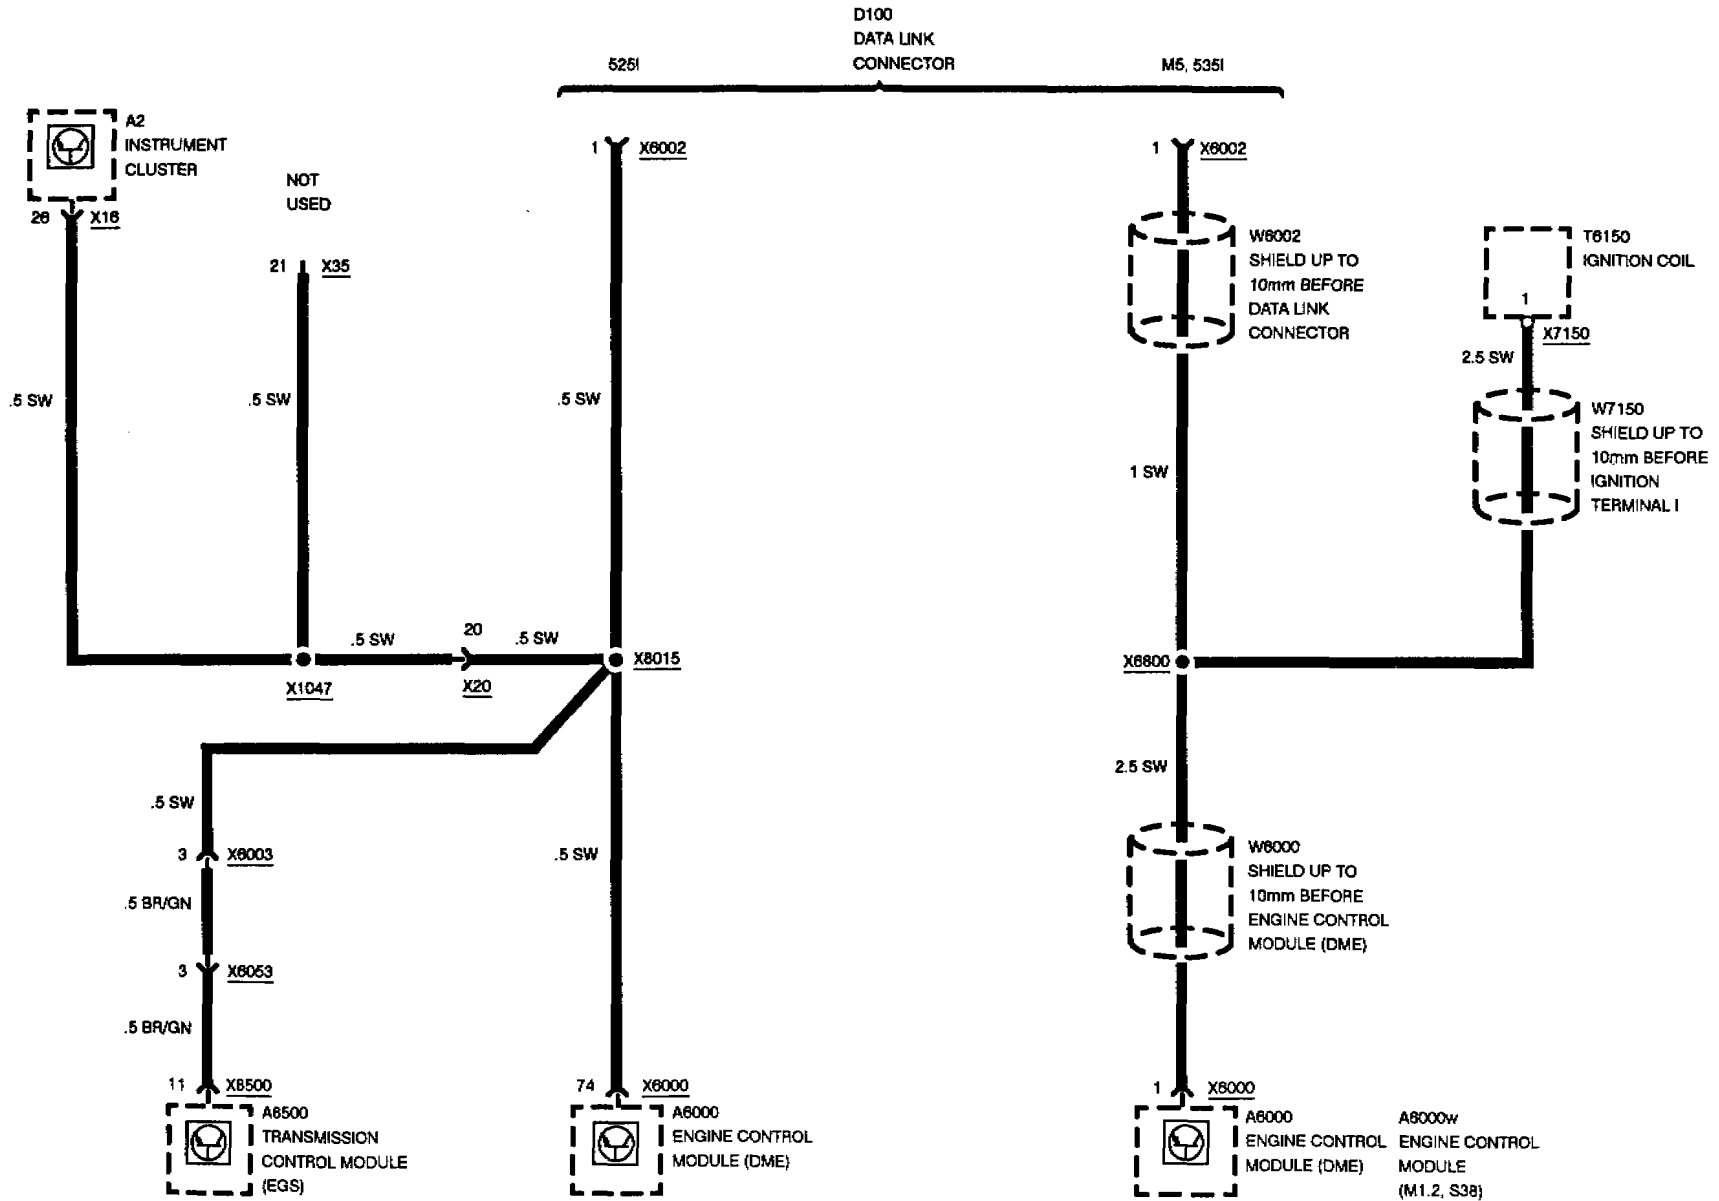 D100
DATA LINK
CONNECTOR
525I
M5, 535I
A2
INSTRUMENT
CLUSTER
26
X16
NOT
USED
21
X35
1
X6002
1
X6002
W6002
SHIELD UP TO
10mm BEFORE
DATA LINK
CONNECTOR
T6150
IGNITION COIL
1
X7150
2.5 SW
W7150
SHIELD UP TO
10mm BEFORE
IGNITION
TERMINAL I
.5 SW
.5 SW
.5 SW
1 SW
.5 SW
20
.5 SW
X8015
X1047
X20
X6800
2.5 SW
.5 SW
3
X6003
.5 SW
.5 BR/GN
W6000
SHIELD UP TO
10mm BEFORE
ENGINE CONTROL
MODULE (DME)
3
X6053
.5 BR/GN
11
X6500
74
X6000
1
X6000
A6500
TRANSMISSION
CONTROL MODULE
(EGS)
A6000
ENGINE CONTROL
MODULE (DME)
A6000
ENGINE CONTROL
MODULE (DME)
A6000w
ENGINE CONTROL
MODULE
(M1.2, S38)